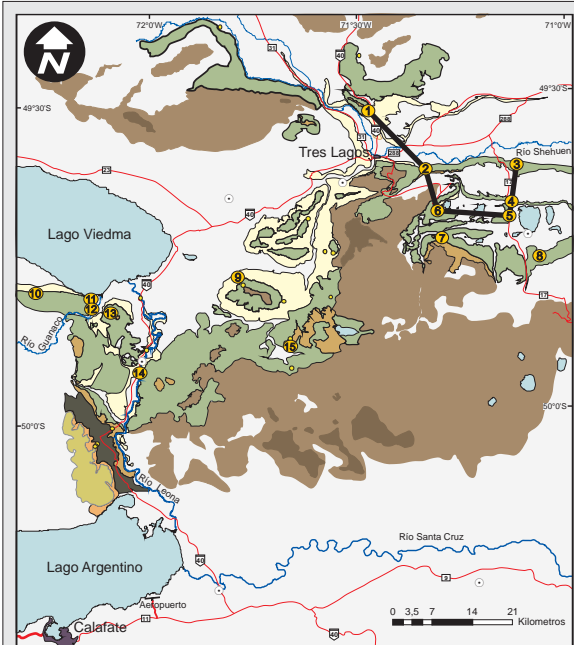 72°0'W
71°30'W
71°0'W
N
31
40
49°30'S
49°30'S
1
40
288
31
Tres Lagos
288
Río Shehuen
2
3
23
4
5
6
40
7
8
Lago Viedma
40
9
17
10
11
12
13
Río Guanaco
14
15
50°0'S
50°0'S
Río Leona
Río Santa Cruz
40
Lago Argentino
9
Aeropuerto
11
Calafate
40
0 3,5 7 14 21
Kilometros